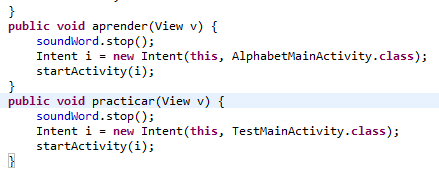 }
public void aprender(View v) {
soundWord.stop();
Intent i = new Intent(this, AlphabetMainActivity.class);
startActivity(i);
}
public void practicar(View v) {
soundWord.stop();
Intent i = new Intent(this, TestMainActivity.class);
startActivity(i);
}